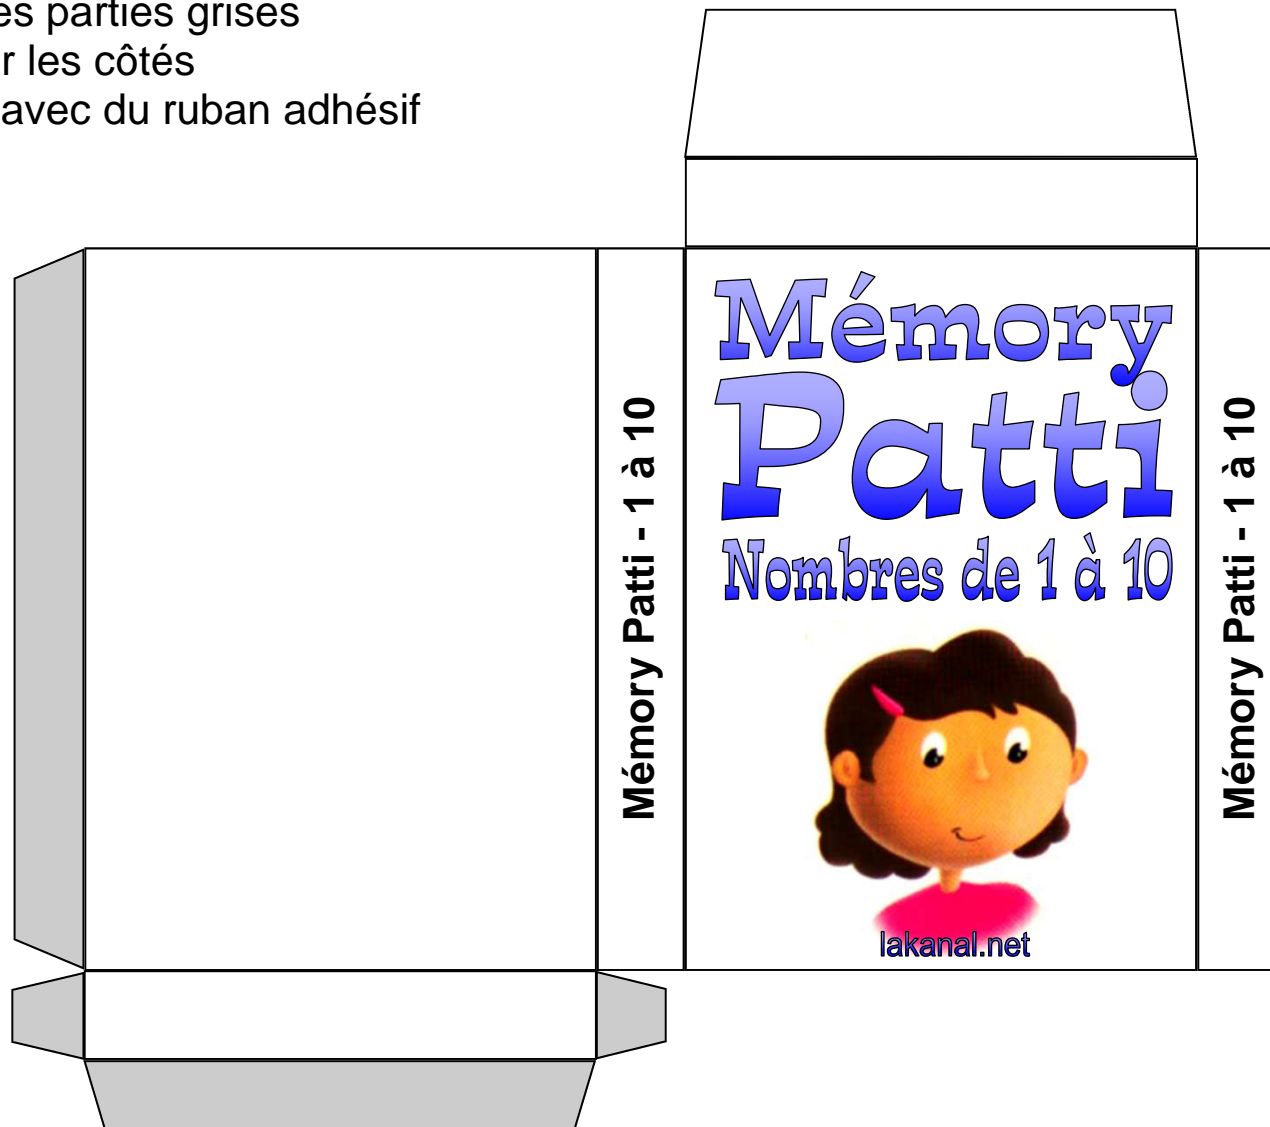 es parties grises
r les côtés
avec du ruban adhésif
Mémory Patti - 1 à 10
Mémory
Patti
Nombres de 1 à 10
lakanal.net
Mémory Patti - 1 à 10